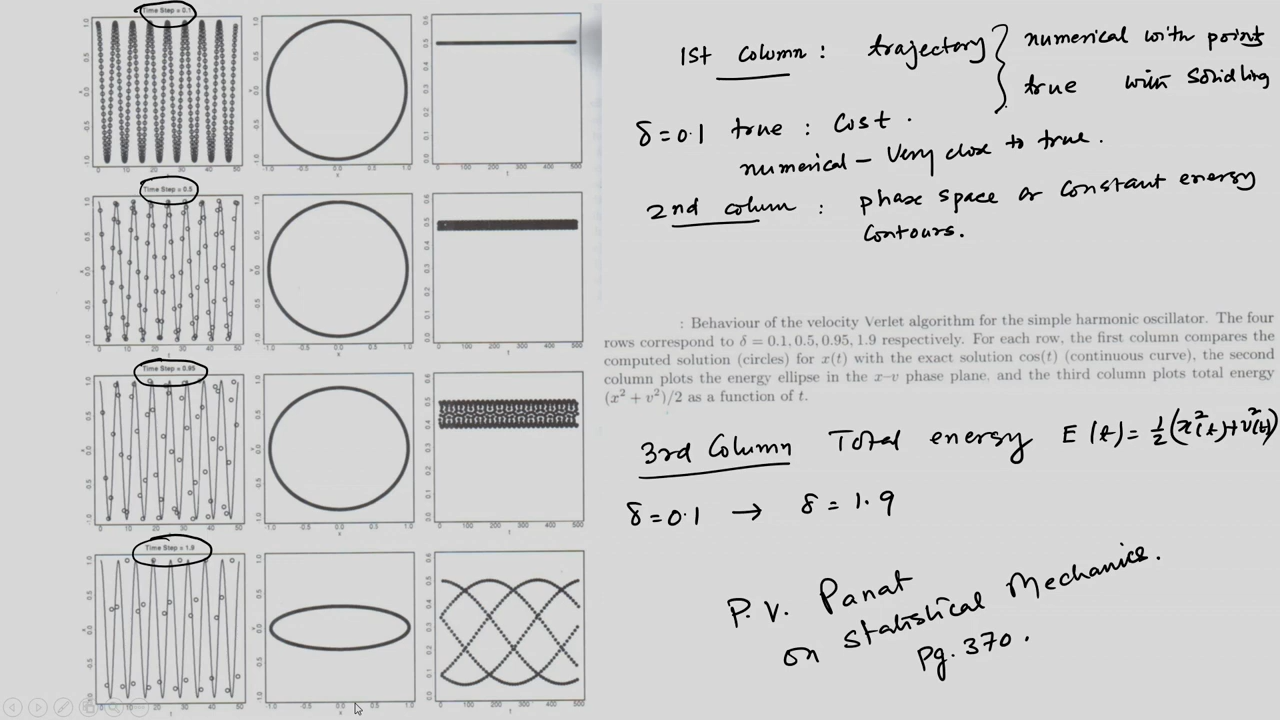 Time Step = 0.1
Time Step = 0.5
Time Step = 0.95
Time Step = 1.9
1st column : trajectory { numerical with points
true with solidling
δ=0.1 true : Cost .
numerical – Very close to true .
2nd column : phase space or constant energy
Contours.
: Behaviour of the velocity Verlet algorithm for the simple harmonic oscillator. The four
rows correspond to δ = 0.1, 0.5, 0.95, 1.9 respectively. For each row, the first column compares the
computed solution (circles) for x(t) with the exact solution cos(t) (continuous curve), the second
column plots the energy ellipse in the x–v phase plane, and the third column plots total energy
(x² + v²)/2 as a function of t.
3rd Column Total energy E(t) = ½(x²(t)+v²(t))
δ=0.1 → δ = 1.9
P. V. Panat
on Statistical Mechanics.
Pg. 370 .